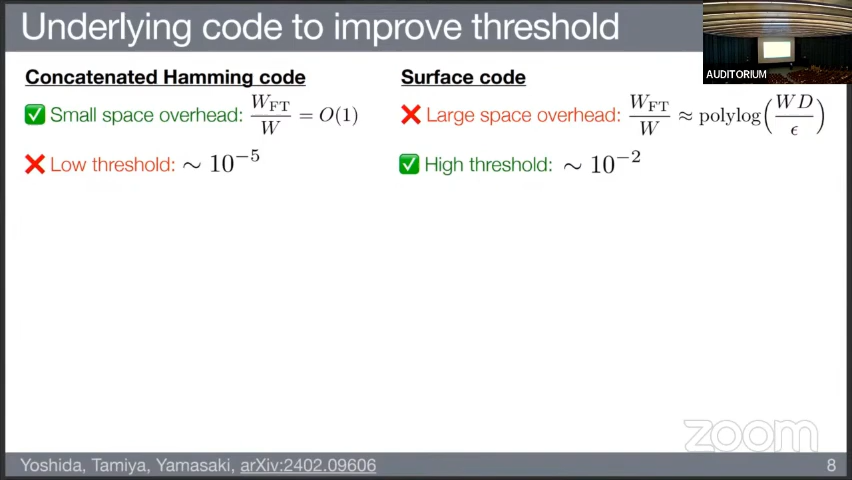 Underlying code to improve threshold
AUDITORIUM
Concatenated Hamming code
✅ Small space overhead: W_FT/W = O(1)
❌ Low threshold: ∼ 10⁻⁵
Surface code
❌ Large space overhead: W_FT/W ≈ polylog(WD/ϵ)
✅ High threshold: ∼ 10⁻²
zoom
Yoshida, Tamiya, Yamasaki, arXiv:2402.09606
8